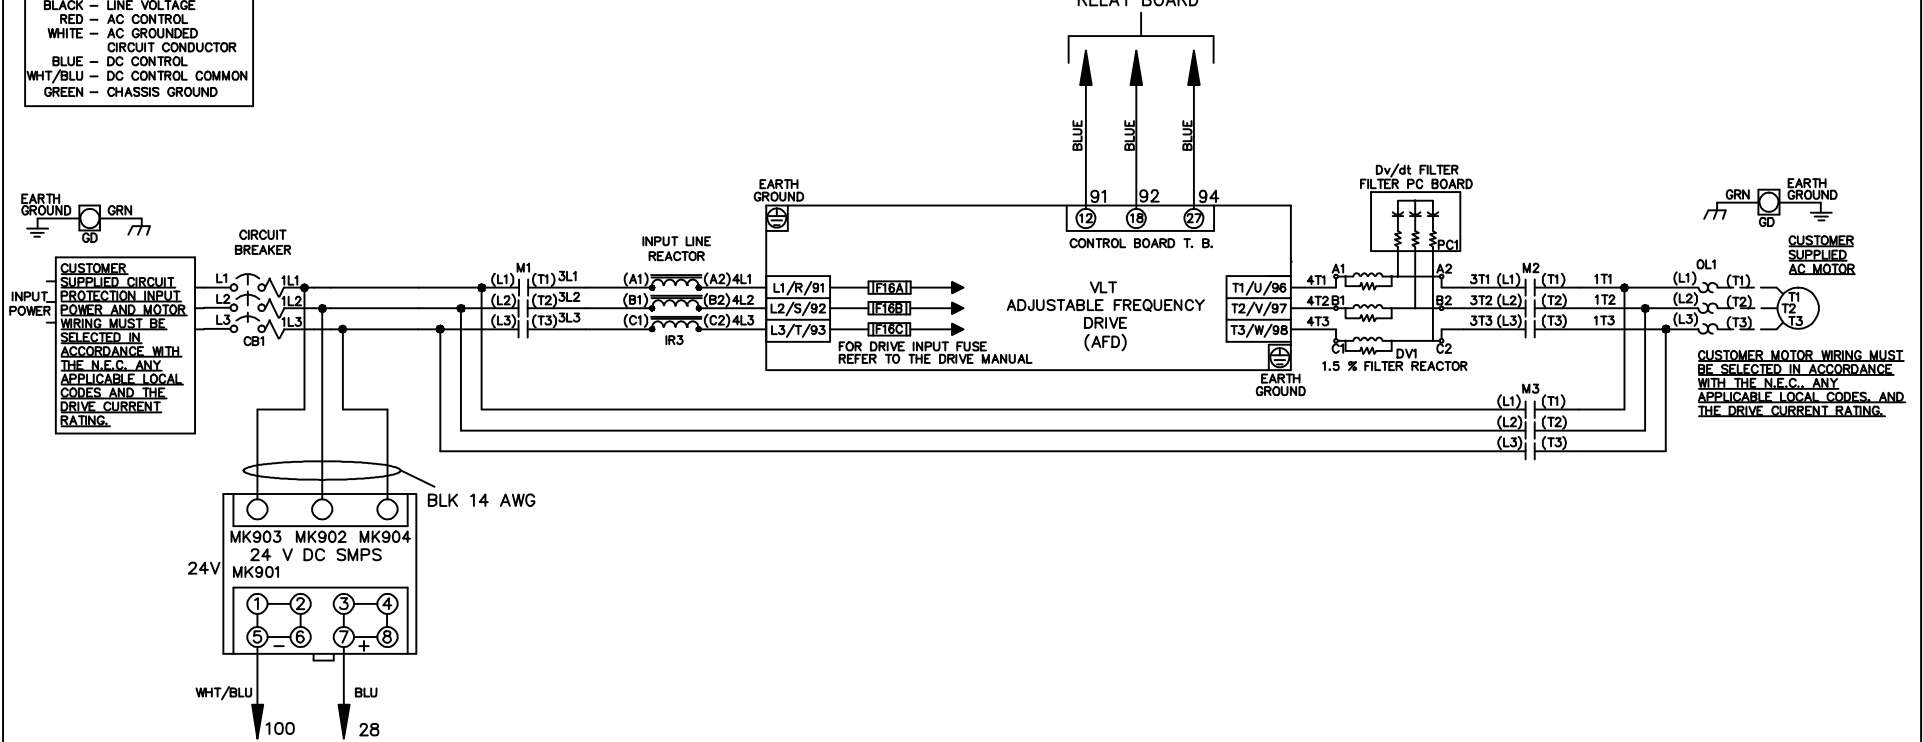 BLACK – LINE VOLTAGE
RED – AC CONTROL
WHITE – AC GROUNDED
CIRCUIT CONDUCTOR
BLUE – DC CONTROL
WHT/BLU – DC CONTROL COMMON
GREEN – CHASSIS GROUND
RELAY BOARD
BLUE
BLUE
BLUE
91
92
94
12
18
27
CONTROL BOARD T. B.
EARTH
GROUND
GRN
GD
CIRCUIT
BREAKER
INPUT
POWER
CUSTOMER
SUPPLIED CIRCUIT
PROTECTION INPUT
POWER AND MOTOR
WIRING MUST BE
SELECTED IN
ACCORDANCE WITH
THE N.E.C. ANY
APPLICABLE LOCAL
CODES AND THE
DRIVE CURRENT
RATING.
L1
L2
L3
1L1
1L2
1L3
CB1
M1
(L1) (T1) 3L1
(L2) (T2) 3L2
(L3) (T3) 3L3
INPUT LINE
REACTOR
(A1) (A2) 4L1
(B1) (B2) 4L2
(C1) (C2) 4L3
IR3
EARTH
GROUND
L1/R/91
L2/S/92
L3/T/93
F16A
F16B
F16C
FOR DRIVE INPUT FUSE
REFER TO THE DRIVE MANUAL
VLT
ADJUSTABLE FREQUENCY
DRIVE
(AFD)
T1/U/96
T2/V/97
T3/W/98
EARTH
GROUND
Dv/dt FILTER
FILTER PC BOARD
PC1
4T1
4T2
4T3
A1
A2
B1
B2
C1
C2
DV1
1.5 % FILTER REACTOR
M2
3T1 (L1) (T1) 1T1
3T2 (L2) (T2) 1T2
3T3 (L3) (T3) 1T3
M3
(L1) (T1)
(L2) (T2)
(L3) (T3)
OL1
(L1) (T1)
(L2) (T2)
(L3) (T3)
T1
T2
T3
GRN
GD
EARTH
GROUND
CUSTOMER
SUPPLIED
AC MOTOR
CUSTOMER MOTOR WIRING MUST
BE SELECTED IN ACCORDANCE
WITH THE N.E.C., ANY
APPLICABLE LOCAL CODES, AND
THE DRIVE CURRENT RATING.
BLK 14 AWG
MK903 MK902 MK904
24 V DC SMPS
24V
MK901
1 2 3 4
5 – 6 7 + 8
WHT/BLU
BLU
100
28